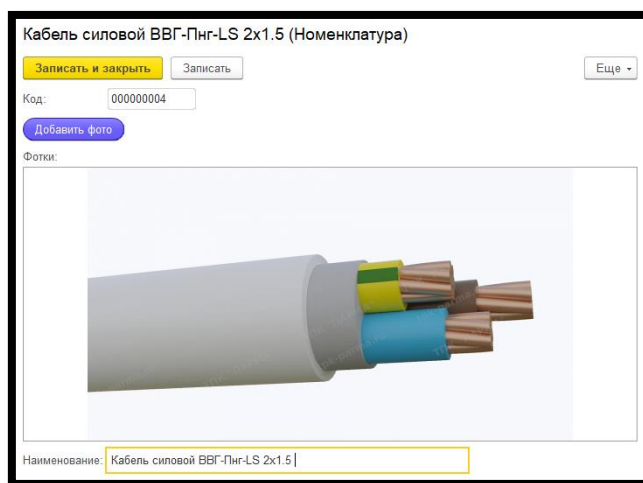 Кабель силовой ВВГ-Пнг-LS 2х1.5 (Номенклатура)
Записать и закрыть Записать Еще
Код: 000000004
Добавить фото
Фотки:
Наименование: Кабель силовой ВВГ-Пнг-LS 2х1.5